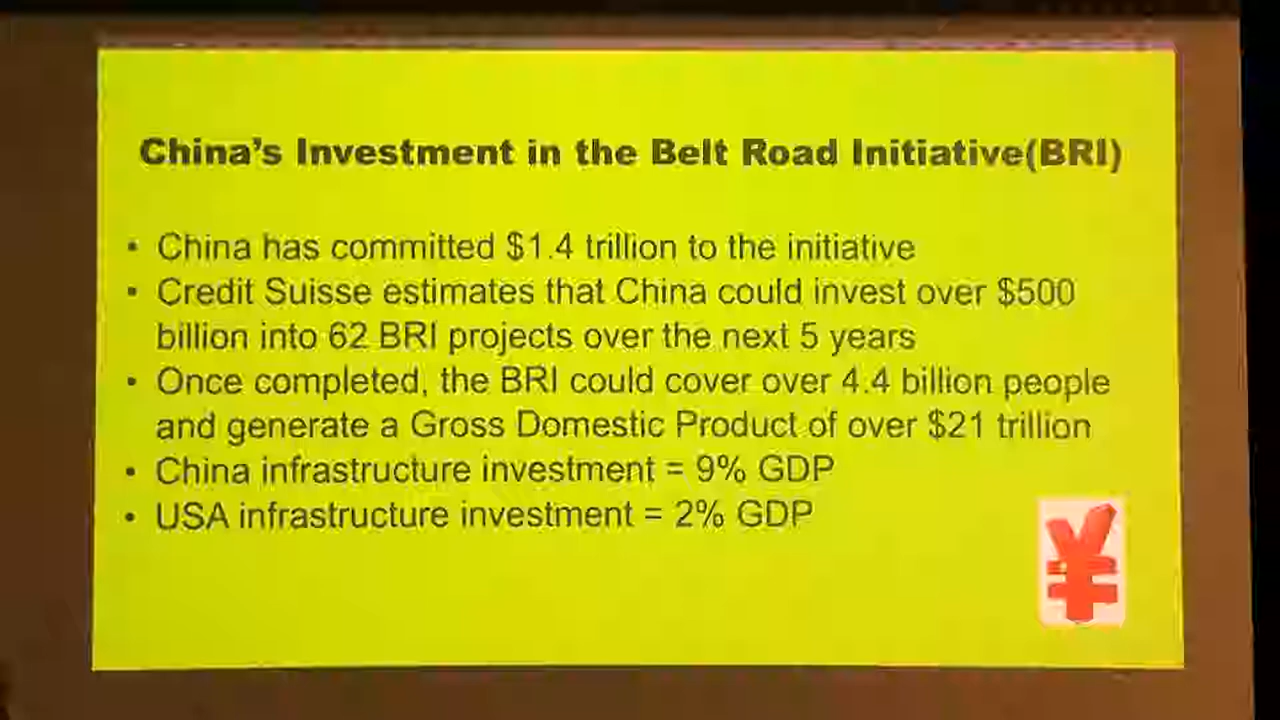 China's Investment in the Belt Road Initiative(BRI)
• China has committed $1.4 trillion to the initiative
• Credit Suisse estimates that China could invest over $500
billion into 62 BRI projects over the next 5 years
• Once completed, the BRI could cover over 4.4 billion people
and generate a Gross Domestic Product of over $21 trillion
• China infrastructure investment = 9% GDP
• USA infrastructure investment = 2% GDP
¥